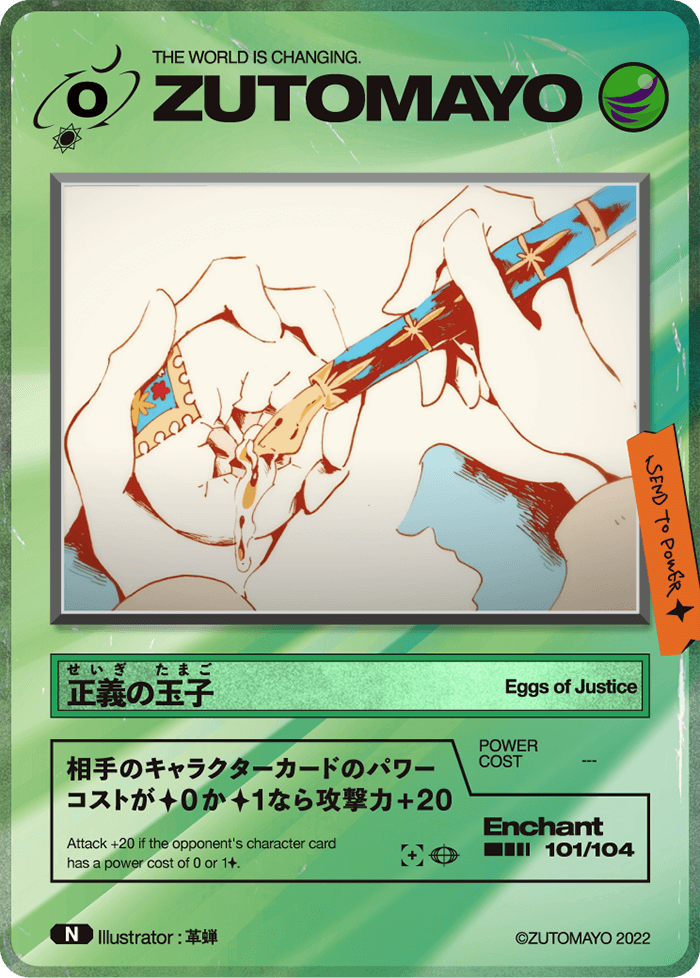 THE WORLD IS CHANGING.
ZUTOMAYO
0
SEND TO POWER
せいぎ たまご
正義の玉子
Eggs of Justice
相手のキャラクターカードのパワー
コストが✦0か✦1なら攻撃力+20
Attack +20 if the opponent's character card
has a power cost of 0 or 1✦.
POWER
COST
---
Enchant
101/104
N
Illustrator : 革蝉
©ZUTOMAYO 2022